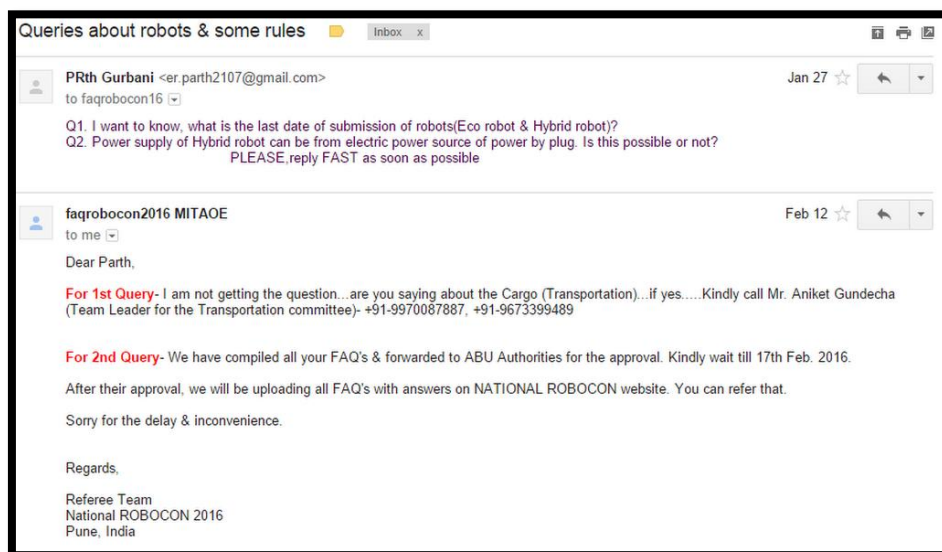 Queries about robots & some rules Inbox x
PRth Gurbani <er.parth2107@gmail.com> Jan 27
to faqrobocon16
Q1. I want to know, what is the last date of submission of robots(Eco robot & Hybrid robot)?
Q2. Power supply of Hybrid robot can be from electric power source of power by plug. Is this possible or not?
PLEASE,reply FAST as soon as possible
faqrobocon2016 MITAOE Feb 12
to me
Dear Parth,
For 1st Query- I am not getting the question...are you saying about the Cargo (Transportation)...if yes.....Kindly call Mr. Aniket Gundecha
(Team Leader for the Transportation committee)- +91-9970087887, +91-9673399489
For 2nd Query- We have compiled all your FAQ's & forwarded to ABU Authorities for the approval. Kindly wait till 17th Feb. 2016.
After their approval, we will be uploading all FAQ's with answers on NATIONAL ROBOCON website. You can refer that.
Sorry for the delay & inconvenience.
Regards,
Referee Team
National ROBOCON 2016
Pune, India